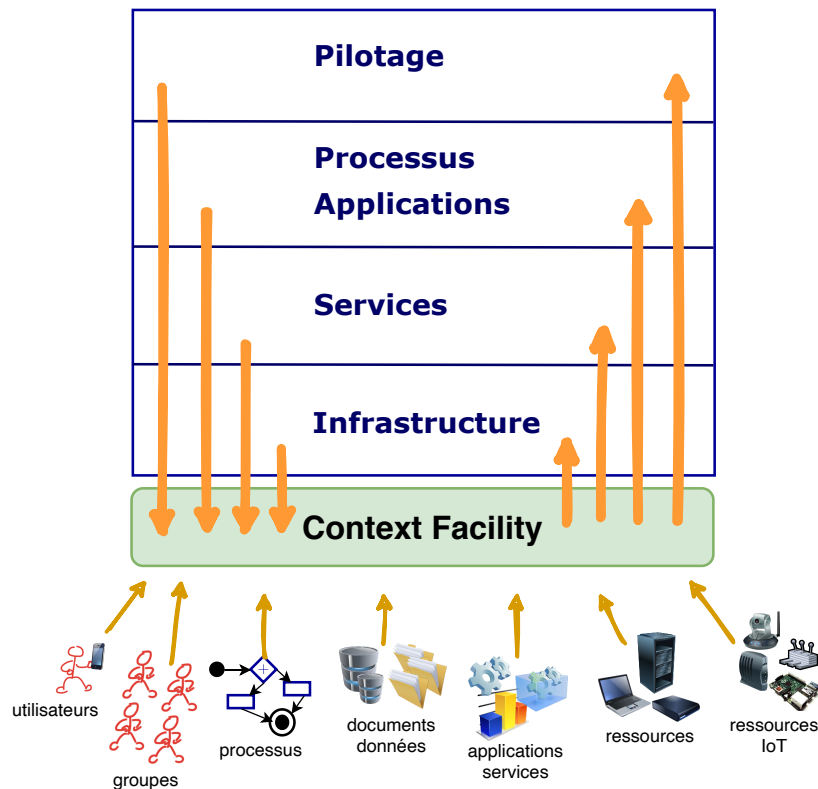 Pilotage
Processus
Applications
Services
Infrastructure
Context Facility
utilisateurs
groupes
processus
documents
données
applications
services
ressources
ressources
IoT